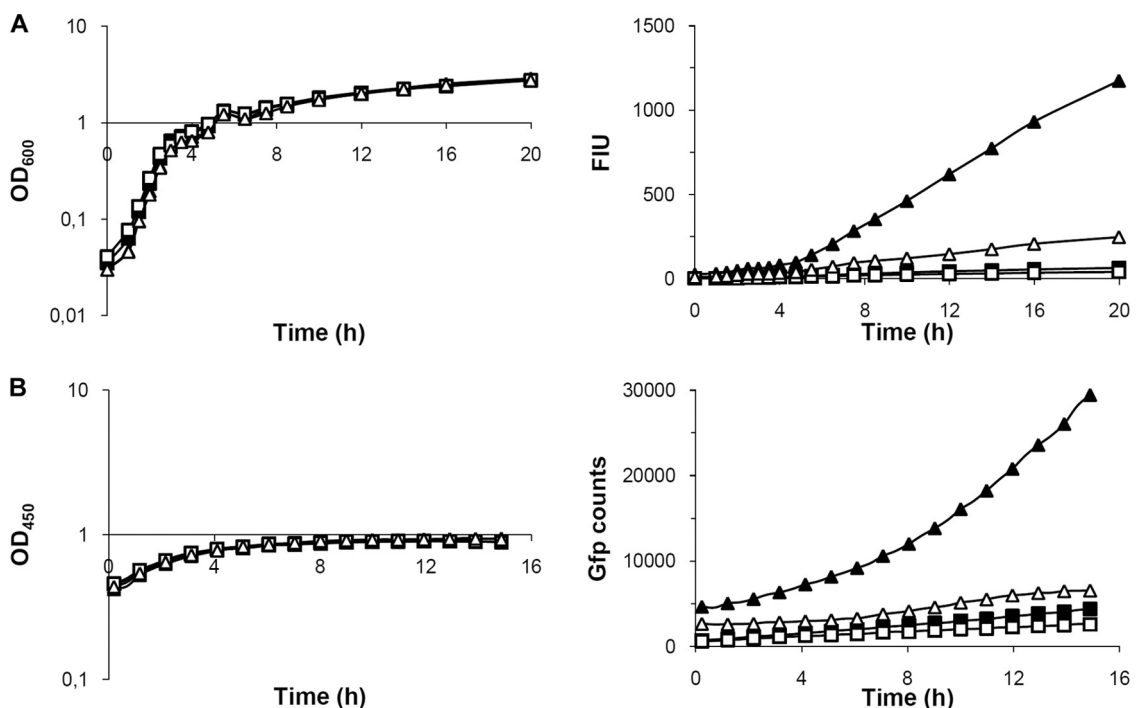 A
10
1
0 4 8 12 16 20
0,1
0,01
OD600
Time (h)
1500
1000
500
0
0 4 8 12 16 20
FIU
Time (h)
B
10
1
0 4 8 12 16
0,1
OD450
Time (h)
30000
20000
10000
0
0 4 8 12 16
Gfp counts
Time (h)